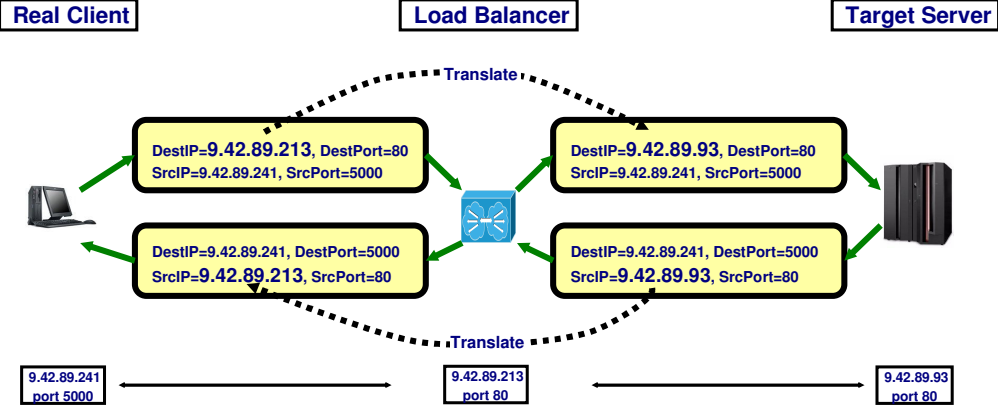 Real Client
Load Balancer
Target Server
Translate
DestIP=9.42.89.213, DestPort=80
SrcIP=9.42.89.241, SrcPort=5000
DestIP=9.42.89.93, DestPort=80
SrcIP=9.42.89.241, SrcPort=5000
DestIP=9.42.89.241, DestPort=5000
SrcIP=9.42.89.213, SrcPort=80
DestIP=9.42.89.241, DestPort=5000
SrcIP=9.42.89.93, SrcPort=80
Translate
9.42.89.241
port 5000
9.42.89.213
port 80
9.42.89.93
port 80